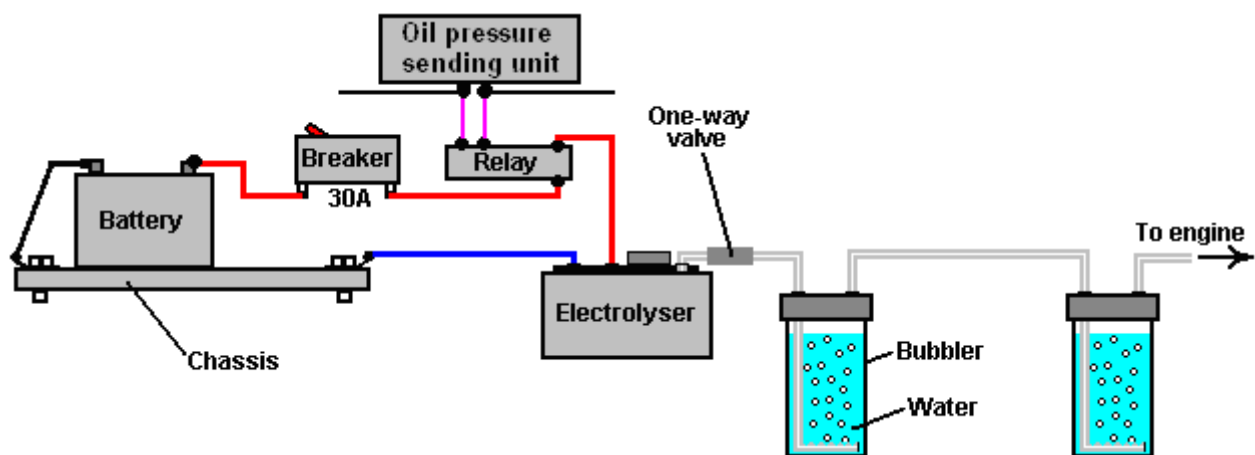 Oil pressure
sending unit
One-way
valve
Breaker
Relay
30A
Battery
To engine
Electrolyser
Chassis
Bubbler
Water